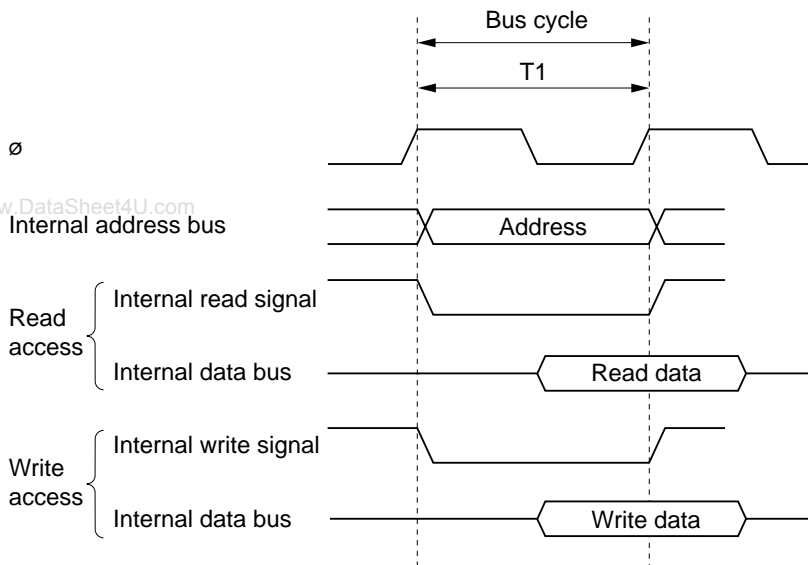 Bus cycle
T1
ø
w.DataSheet4U.com
Internal address bus
Address
Read access
Internal read signal
Internal data bus
Read data
Write access
Internal write signal
Internal data bus
Write data